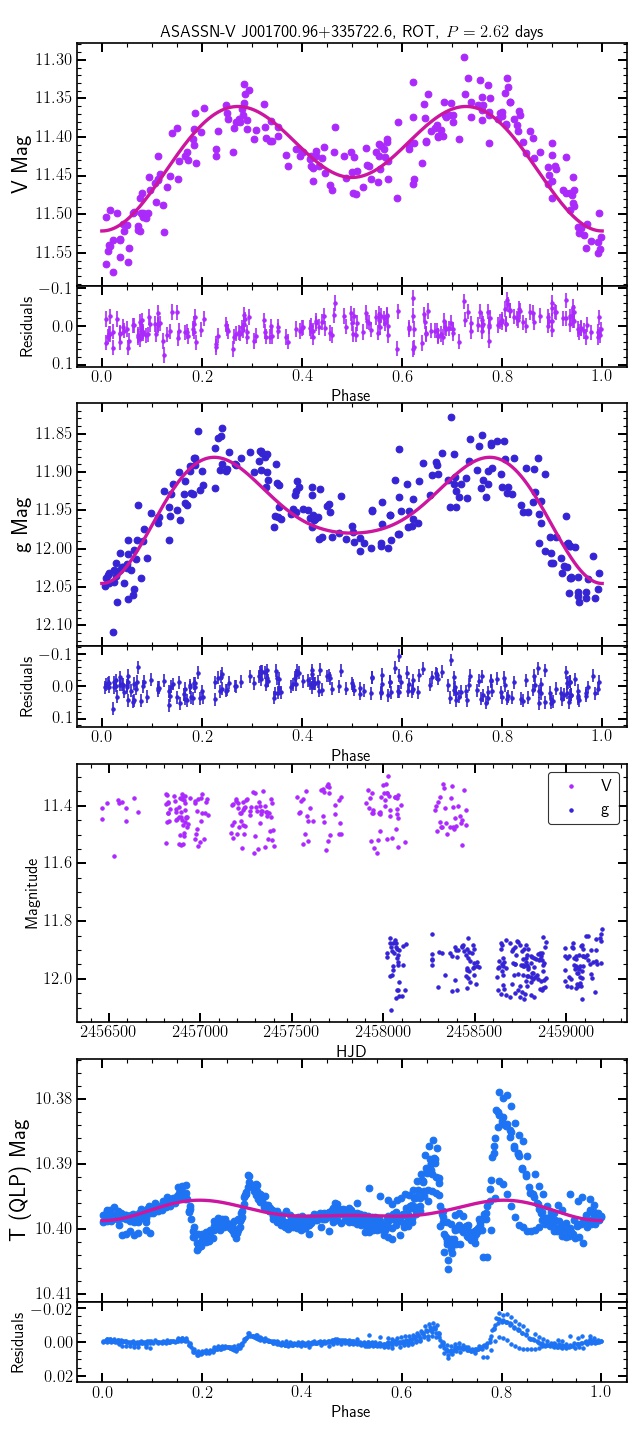 ASASSN-V J001700.96+335722.6, ROT, P = 2.62 days
11.30
11.35
11.40
11.45
11.50
11.55
V Mag
−0.1
0.0
0.1
Residuals
0.0 0.2 0.4 0.6 0.8 1.0
Phase
11.85
11.90
11.95
12.00
12.05
12.10
g Mag
−0.1
0.0
0.1
Residuals
0.0 0.2 0.4 0.6 0.8 1.0
Phase
11.4
11.6
11.8
12.0
Magnitude
V
g
2456500 2457000 2457500 2458000 2458500 2459000
HJD
10.38
10.39
10.40
10.41
T (QLP) Mag
−0.02
0.00
0.02
Residuals
0.0 0.2 0.4 0.6 0.8 1.0
Phase